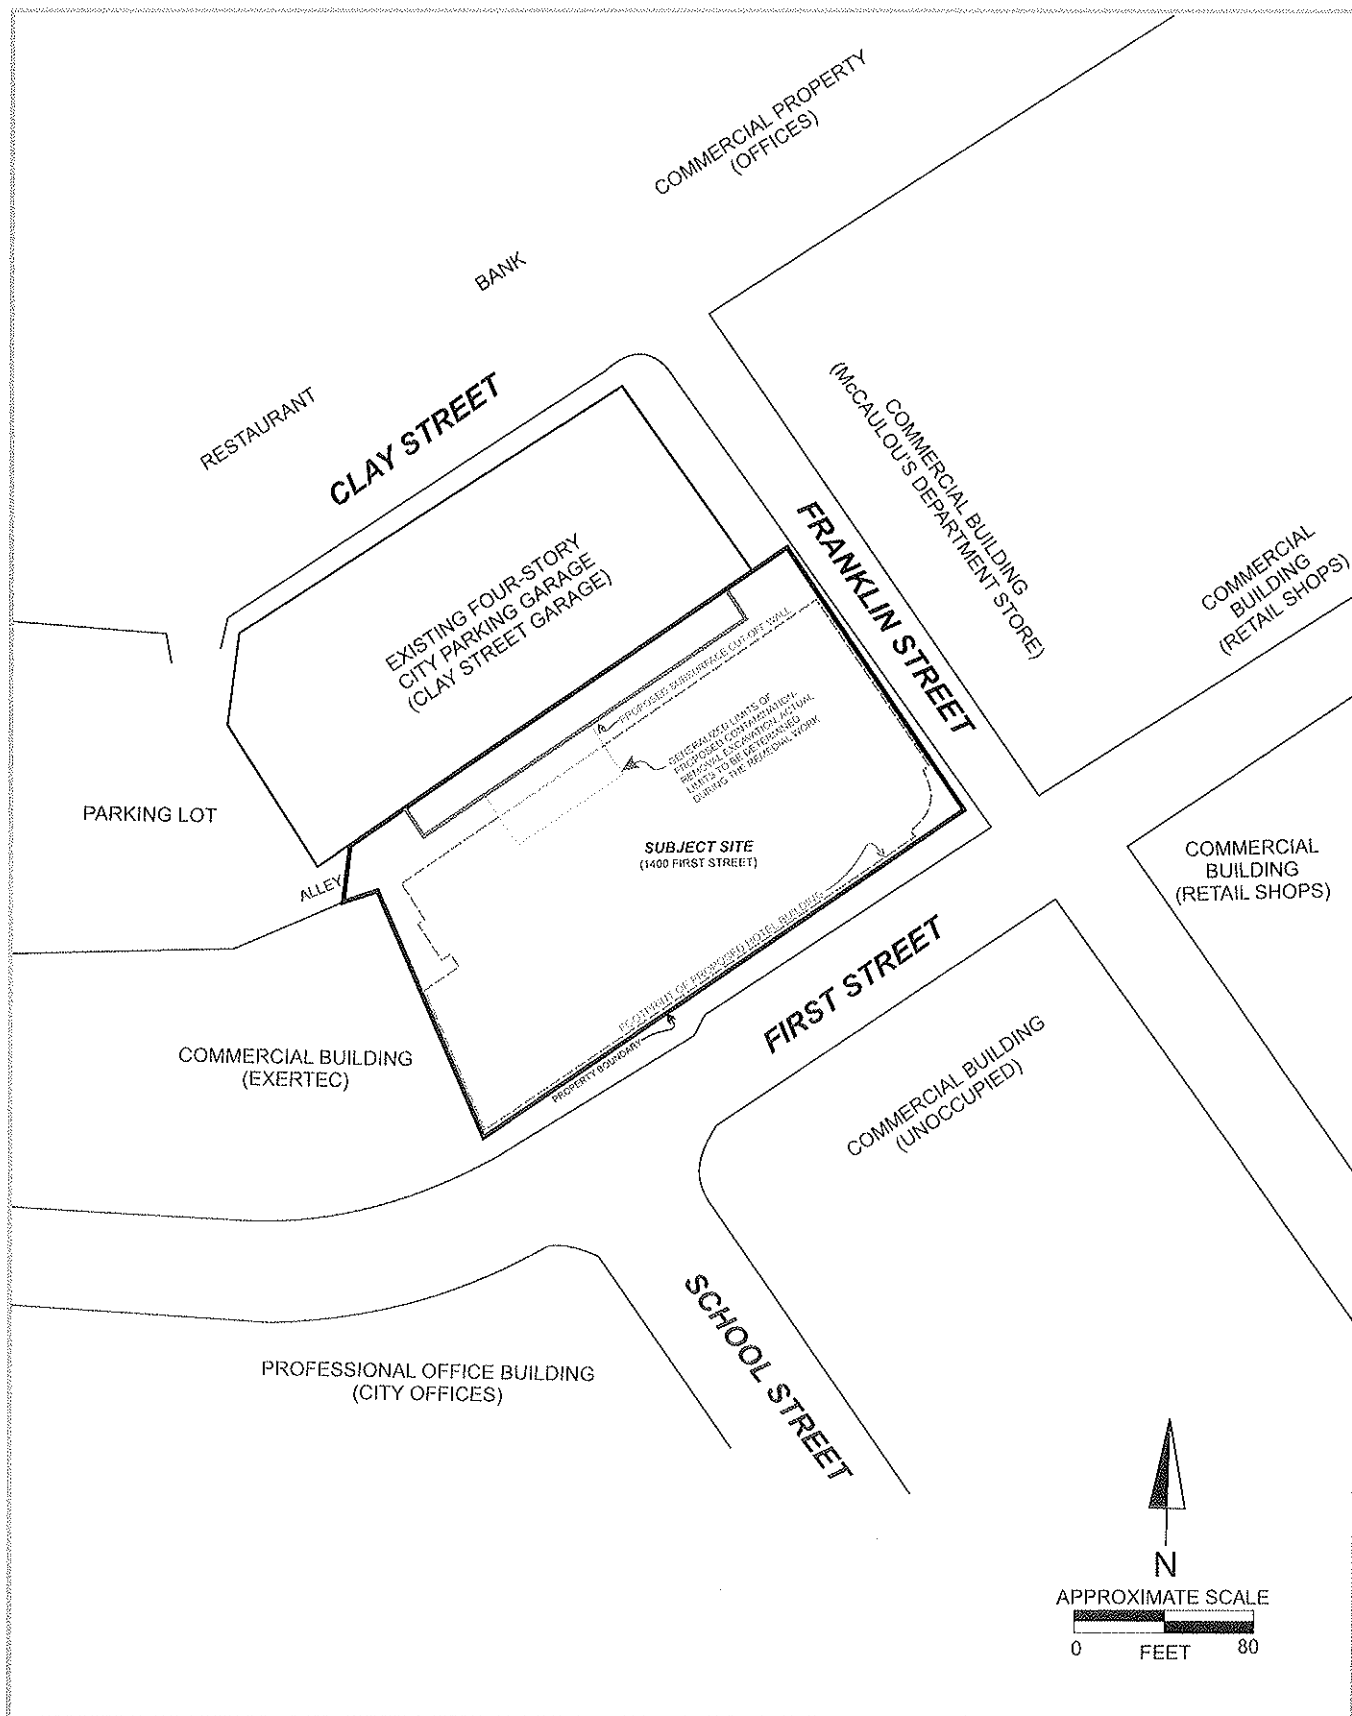 COMMERCIAL PROPERTY
(OFFICES)
BANK
RESTAURANT
CLAY STREET
EXISTING FOUR-STORY
CITY PARKING GARAGE
(CLAY STREET GARAGE)
COMMERCIAL BUILDING
(McCAULOU'S DEPARTMENT STORE)
FRANKLIN STREET
COMMERCIAL
BUILDING
(RETAIL SHOPS)
PROPOSED SUBSURFACE CUT-OFF WALL
GENERALIZED LIMITS OF
PROPOSED CONTAMINATION-
REMOVAL EXCAVATION. ACTUAL
LIMITS TO BE DETERMINED
DURING THE REMEDIAL WORK
PARKING LOT
SUBJECT SITE
(1400 FIRST STREET)
ALLEY
COMMERCIAL
BUILDING
(RETAIL SHOPS)
FOOTPRINT OF PROPOSED HOTEL BUILDING
FIRST STREET
COMMERCIAL BUILDING
(EXERTEC)
PROPERTY BOUNDARY
COMMERCIAL BUILDING
(UNOCCUPIED)
SCHOOL STREET
PROFESSIONAL OFFICE BUILDING
(CITY OFFICES)
N
APPROXIMATE SCALE
0 FEET 80